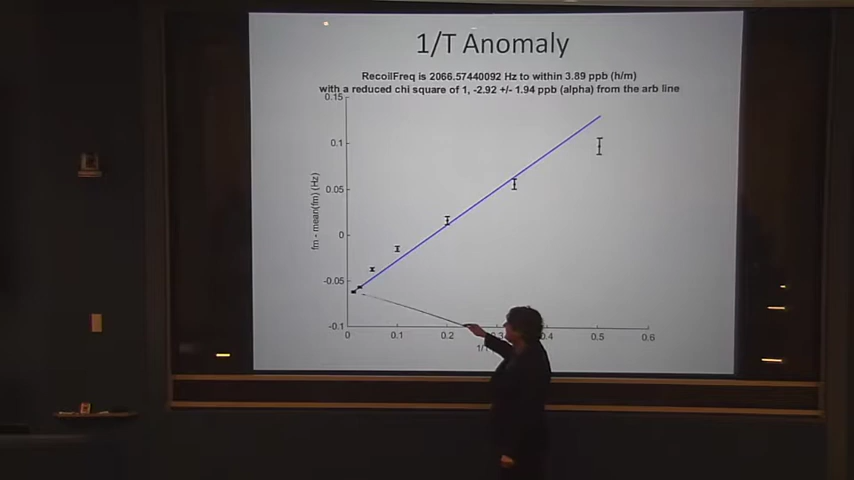 1/T Anomaly
RecoilFreq is 2066.57440092 Hz to within 3.89 ppb (h/m)
with a reduced chi square of 1, -2.92 +/- 1.94 ppb (alpha) from the arb line
0.15
0.1
0.05
0
-0.05
-0.1
fm - mean(fm) (Hz)
0 0.1 0.2 0.3 0.4 0.5 0.6